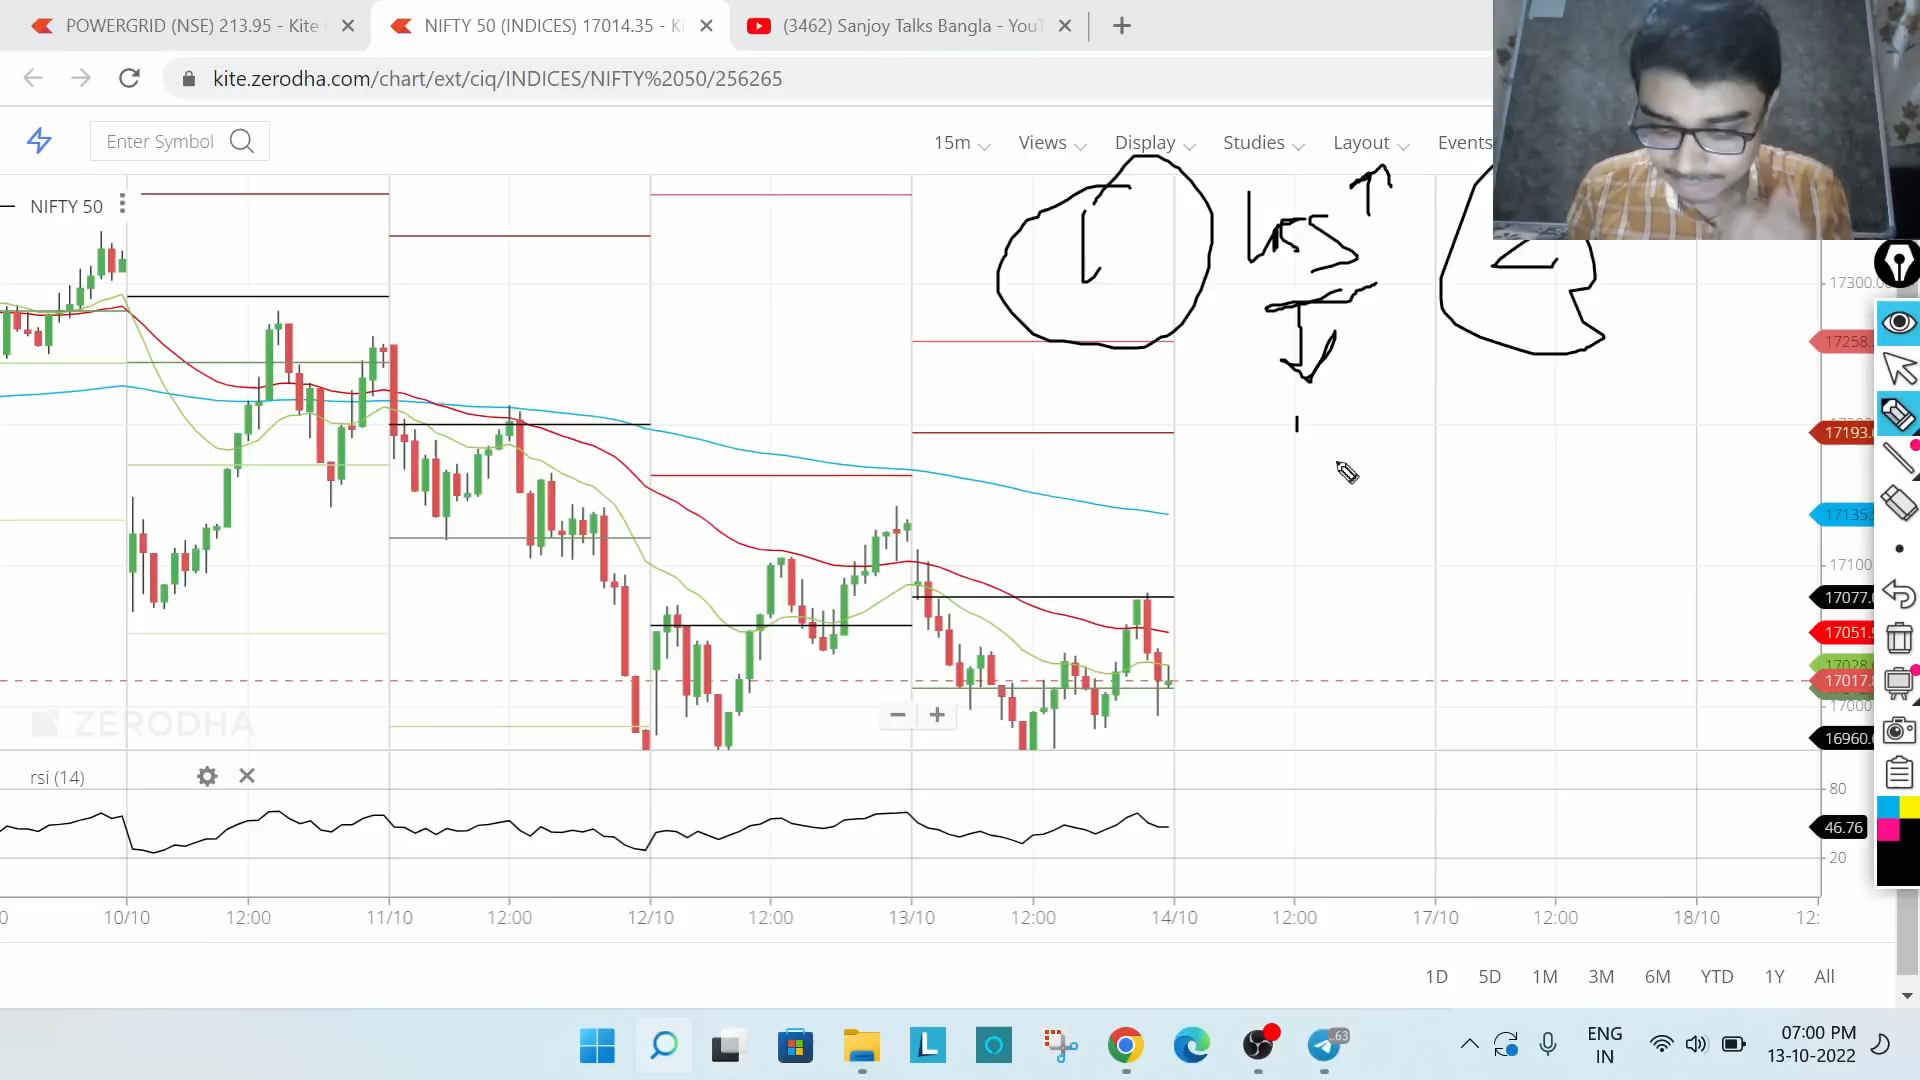 POWERGRID (NSE) 213.95 - Kite
NIFTY 50 (INDICES) 17014.35 - Ki
(3462) Sanjoy Talks Bangla - YouT
kite.zerodha.com/chart/ext/ciq/INDICES/NIFTY%2050/256265
Enter Symbol
15m
Views
Display
Studies
Layout
Events
NIFTY 50
17300.0
17258.
17193.
17135.
17100
17077.
17051.
17028
17017.
17000
16960.
ZERODHA
rsi (14)
80
46.76
20
10/10 12:00 11/10 12:00 12/10 12:00 13/10 12:00 14/10 12:00 17/10 12:00 18/10 12:
1D 5D 1M 3M 6M YTD 1Y All
63
ENG
IN
07:00 PM
13-10-2022